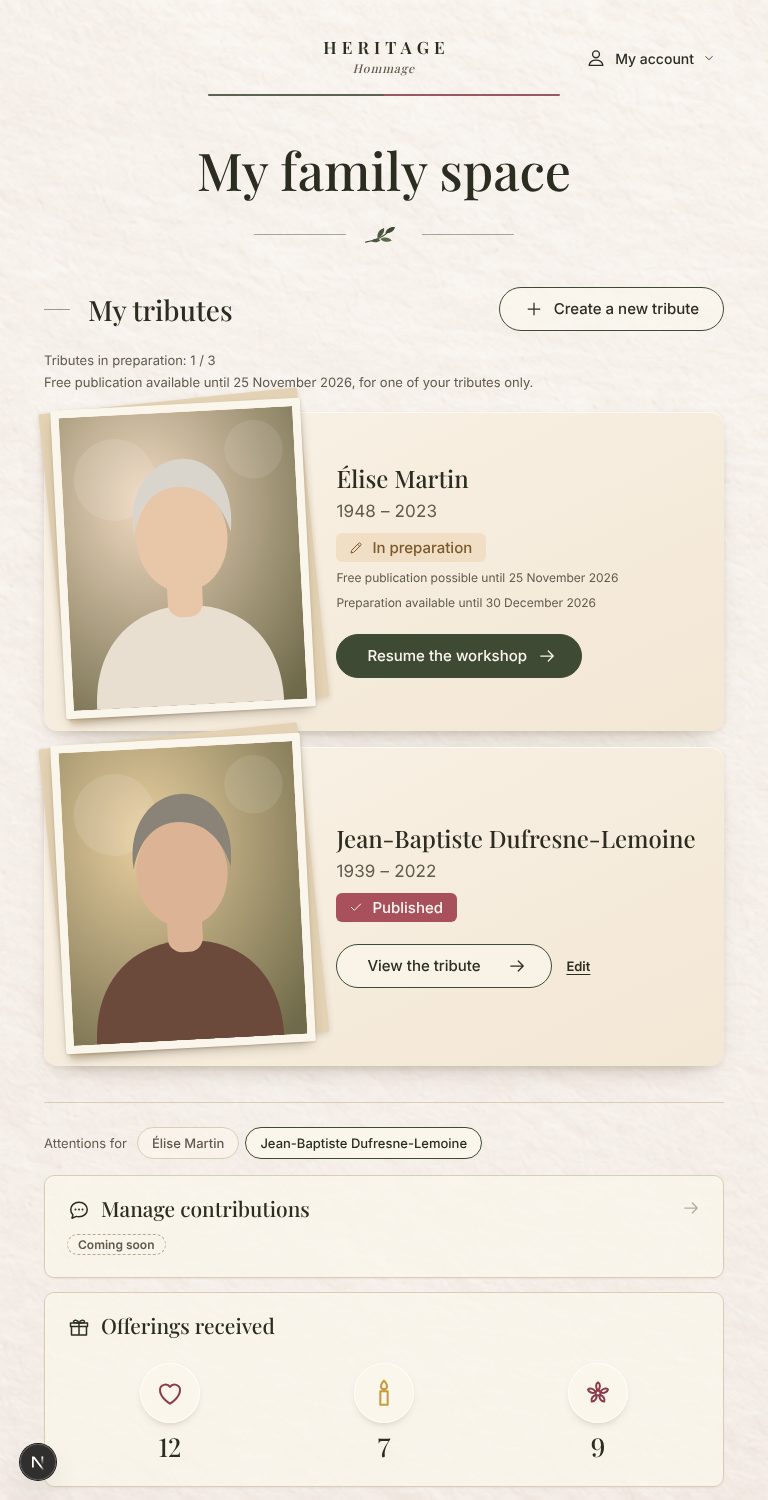 HERITAGE
Hommage
My account
My family space
My tributes
Create a new tribute
Tributes in preparation: 1 / 3
Free publication available until 25 November 2026, for one of your tributes only.
Élise Martin
1948 – 2023
In preparation
Free publication possible until 25 November 2026
Preparation available until 30 December 2026
Resume the workshop
Jean-Baptiste Dufresne-Lemoine
1939 – 2022
Published
View the tribute
Edit
Attentions for
Élise Martin
Jean-Baptiste Dufresne-Lemoine
Manage contributions
Coming soon
Offerings received
12
7
9
N